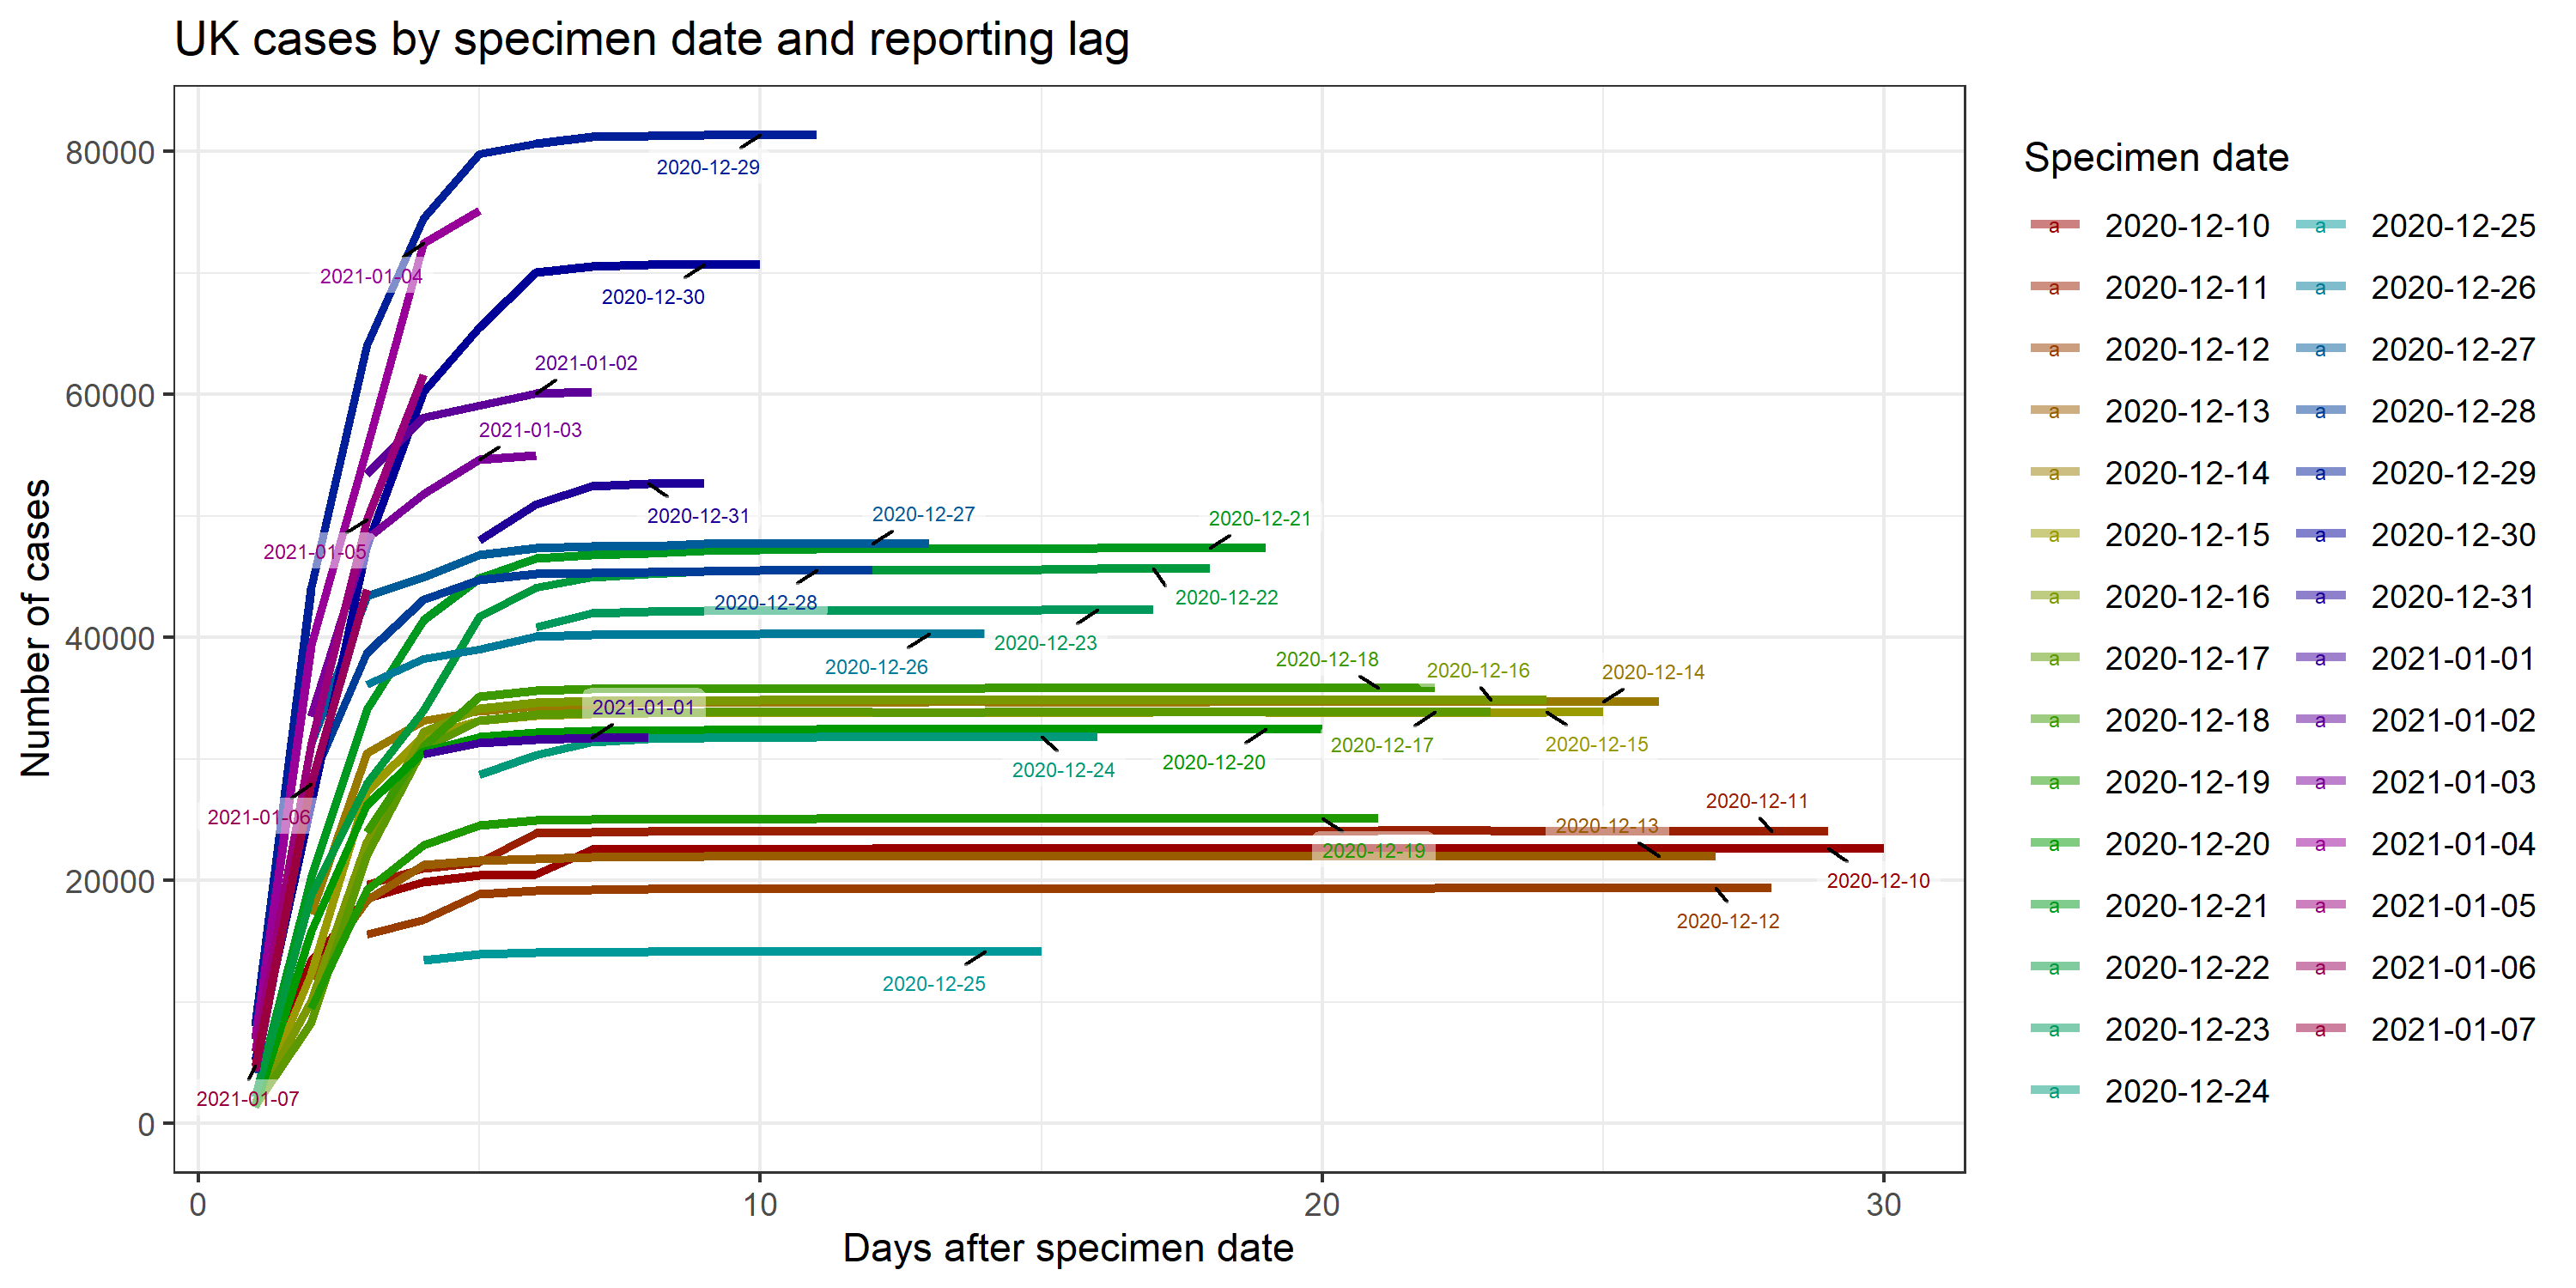 UK cases by specimen date and reporting lag
Number of cases
80000
60000
40000
20000
0
0
10
20
30
Days after specimen date
2020-12-29
2021-01-04
2020-12-30
2021-01-02
2021-01-03
2020-12-31
2020-12-27
2020-12-21
2021-01-05
2020-12-28
2020-12-22
2020-12-23
2020-12-26
2020-12-18
2020-12-16
2020-12-14
2021-01-01
2020-12-17
2020-12-15
2020-12-20
2020-12-24
2020-12-11
2021-01-06
2020-12-13
2020-12-19
2020-12-10
2020-12-12
2020-12-25
2021-01-07
Specimen date
a 2020-12-10
a 2020-12-11
a 2020-12-12
a 2020-12-13
a 2020-12-14
a 2020-12-15
a 2020-12-16
a 2020-12-17
a 2020-12-18
a 2020-12-19
a 2020-12-20
a 2020-12-21
a 2020-12-22
a 2020-12-23
a 2020-12-24
a 2020-12-25
a 2020-12-26
a 2020-12-27
a 2020-12-28
a 2020-12-29
a 2020-12-30
a 2020-12-31
a 2021-01-01
a 2021-01-02
a 2021-01-03
a 2021-01-04
a 2021-01-05
a 2021-01-06
a 2021-01-07